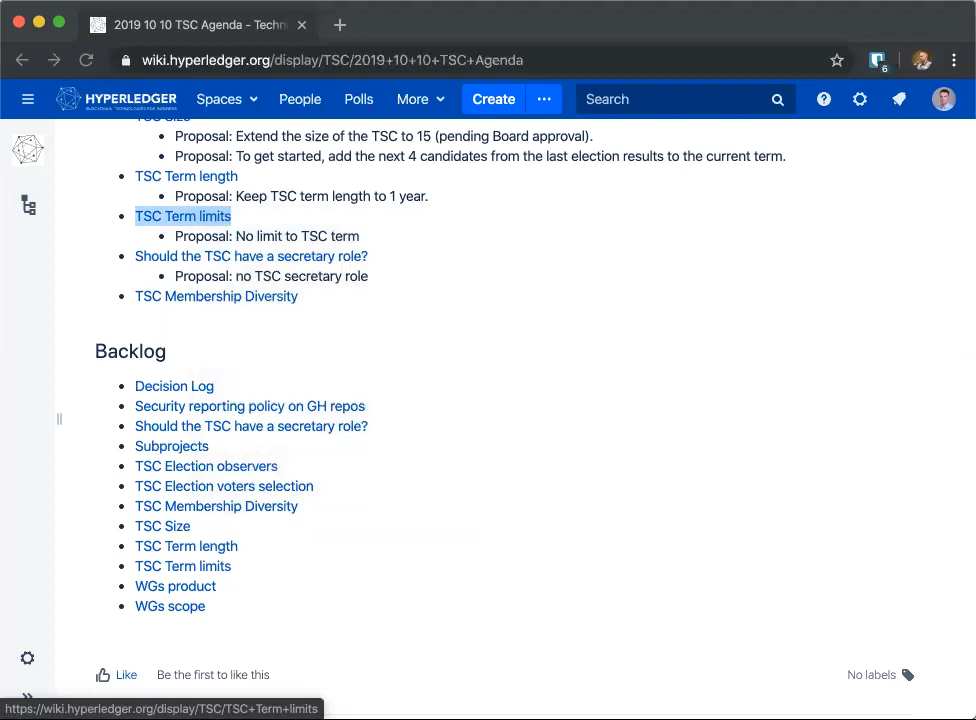 2019 10 10 TSC Agenda - Techn
wiki.hyperledger.org/display/TSC/2019+10+10+TSC+Agenda
6
HYPERLEDGER
Spaces
People
Polls
More
Create
Search
TSC Size
Proposal: Extend the size of the TSC to 15 (pending Board approval).
Proposal: To get started, add the next 4 candidates from the last election results to the current term.
TSC Term length
Proposal: Keep TSC term length to 1 year.
TSC Term limits
Proposal: No limit to TSC term
Should the TSC have a secretary role?
Proposal: no TSC secretary role
TSC Membership Diversity
Backlog
Decision Log
Security reporting policy on GH repos
Should the TSC have a secretary role?
Subprojects
TSC Election observers
TSC Election voters selection
TSC Membership Diversity
TSC Size
TSC Term length
TSC Term limits
WGs product
WGs scope
Like
Be the first to like this
No labels
https://wiki.hyperledger.org/display/TSC/TSC+Term+limits